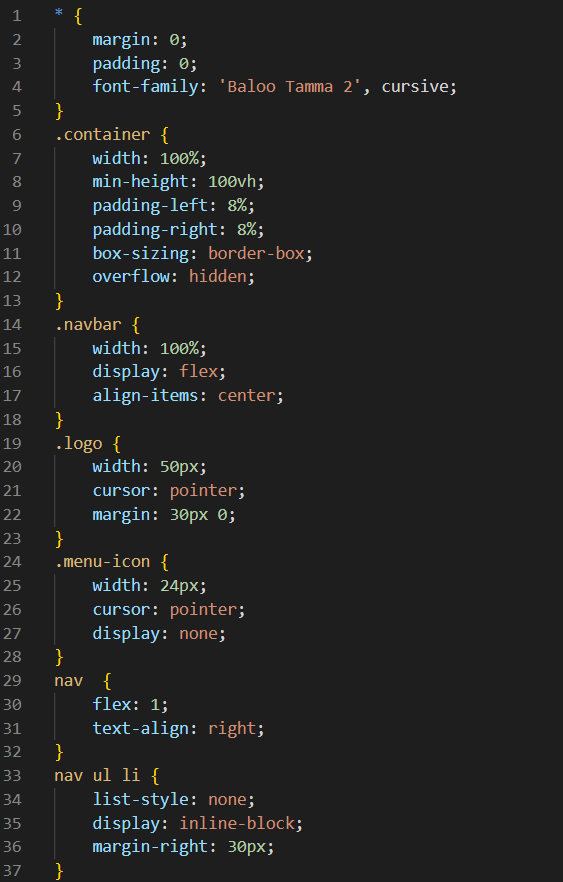 1 * {
2     margin: 0;
3     padding: 0;
4     font-family: 'Baloo Tamma 2', cursive;
5 }
6 .container {
7     width: 100%;
8     min-height: 100vh;
9     padding-left: 8%;
10     padding-right: 8%;
11     box-sizing: border-box;
12     overflow: hidden;
13 }
14 .navbar {
15     width: 100%;
16     display: flex;
17     align-items: center;
18 }
19 .logo {
20     width: 50px;
21     cursor: pointer;
22     margin: 30px 0;
23 }
24 .menu-icon {
25     width: 24px;
26     cursor: pointer;
27     display: none;
28 }
29 nav  {
30     flex: 1;
31     text-align: right;
32 }
33 nav ul li {
34     list-style: none;
35     display: inline-block;
36     margin-right: 30px;
37 }